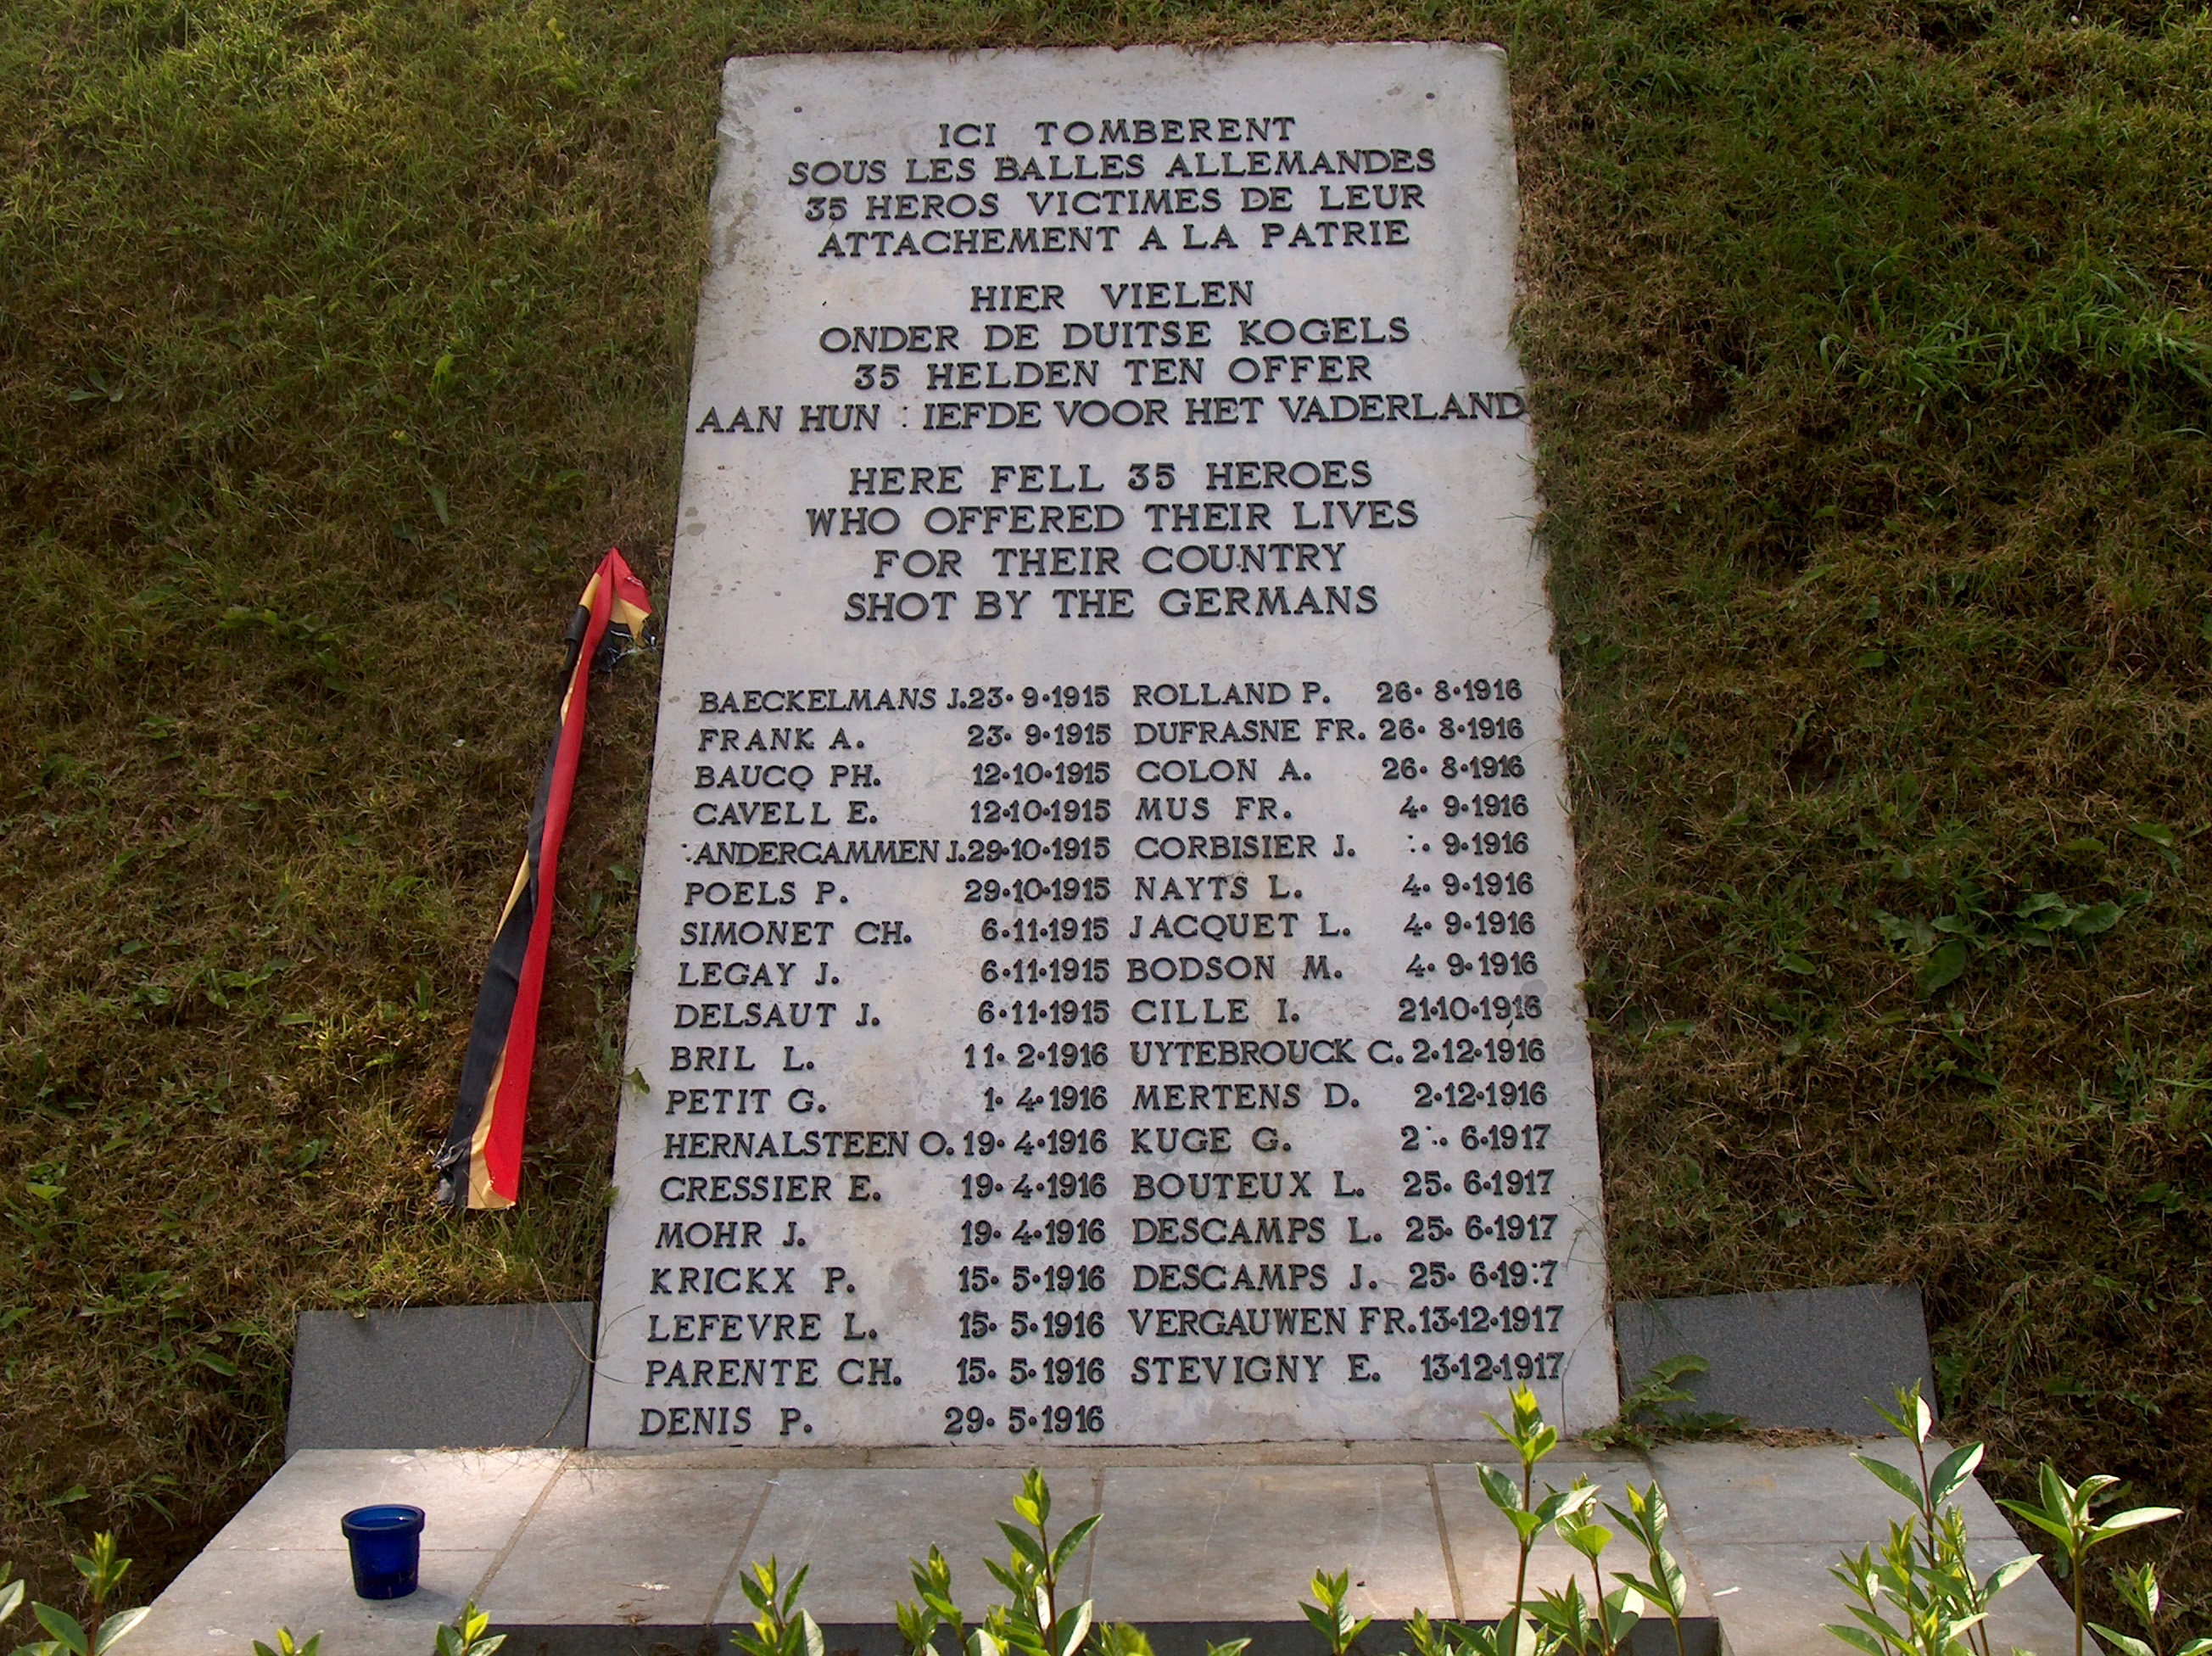 ICI TOMBERENT
SOUS LES BALLES ALLEMANDES
35 HEROS VICTIMES DE LEUR
ATTACHEMENT A LA PATRIE
HIER VIELEN
ONDER DE DUITSE KOGELS
35 HELDEN TEN OFFER
AAN HUN IEFDE VOOR HET VADERLAND
HERE FELL 35 HEROES
WHO OFFERED THEIR LIVES
FOR THEIR COUNTRY
SHOT BY THE GERMANS
BAECKELMANS J. 23· 9·1915
FRANK A. 23· 9·1915
BAUCQ PH. 12·10·1915
CAVELL E. 12·10·1915
ANDERCAMMEN J. 29·10·1915
POELS P. 29·10·1915
SIMONET CH. 6·11·1915
LEGAY J. 6·11·1915
DELSAUT J. 6·11·1915
BRIL L. 11· 2·1916
PETIT G. 1· 4·1916
HERNALSTEEN O. 19· 4·1916
CRESSIER E. 19· 4·1916
MOHR J. 19· 4·1916
KRICKX P. 15· 5·1916
LEFEVRE L. 15· 5·1916
PARENTE CH. 15· 5·1916
DENIS P. 29· 5·1916
ROLLAND P. 26· 8·1916
DUFRASNE FR. 26· 8·1916
COLON A. 26· 8·1916
MUS FR. 4· 9·1916
CORBISIER J. · 9·1916
NAYTS L. 4· 9·1916
JACQUET L. 4· 9·1916
BODSON M. 4· 9·1916
CILLE I. 21·10·1916
UYTEBROUCK C. 2·12·1916
MERTENS D. 2·12·1916
KUGE G. 2 · 6·1917
BOUTEUX L. 25· 6·1917
DESCAMPS L. 25· 6·1917
DESCAMPS J. 25· 6·19 7
VERGAUWEN FR. 13·12·1917
STEVIGNY E. 13·12·1917